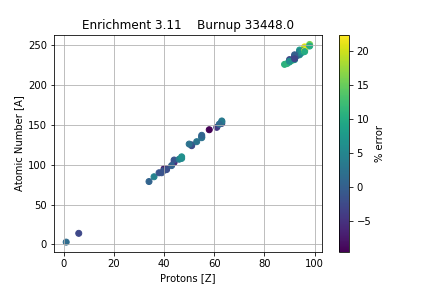 Enrichment 3.11    Burnup 33448.0
250
200
150
100
50
0
Atomic Number [A]
0 20 40 60 80 100
Protons [Z]
20
15
10
5
0
−5
% error